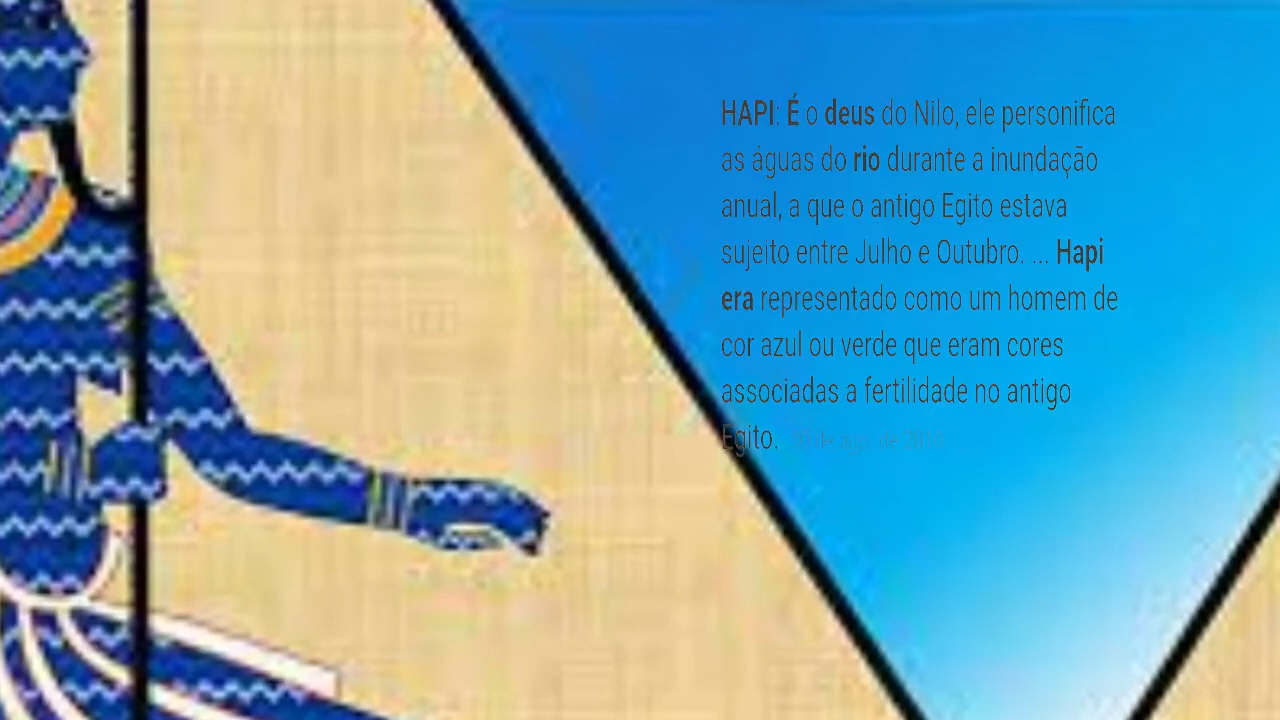 HAPI: É o deus do Nilo, ele personifica
as águas do rio durante a inundação
anual, a que o antigo Egito estava
sujeito entre Julho e Outubro. ... Hapi
era representado como um homem de
cor azul ou verde que eram cores
associadas a fertilidade no antigo
Egito. de de